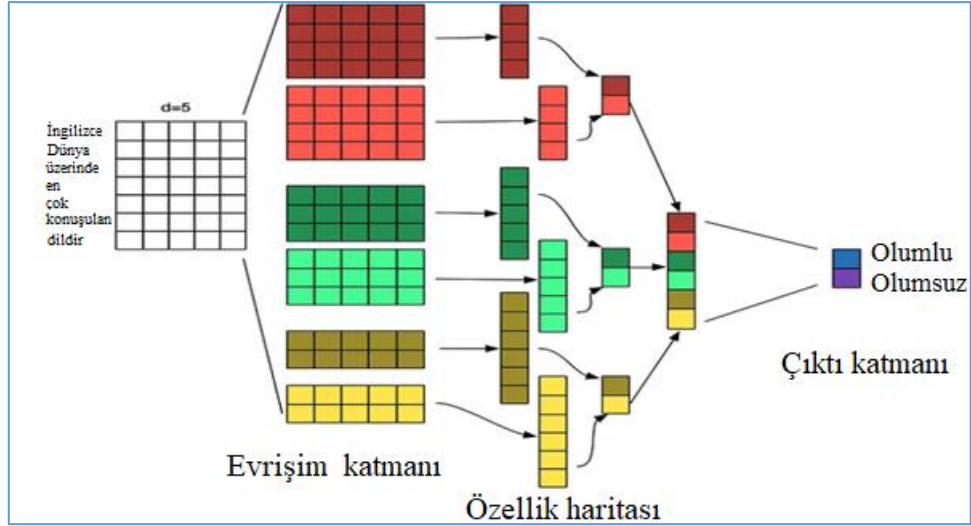 d=5
İngilizce
Dünya
üzerinde
en
çok
konuşulan
dildir
Olumlu
Olumsuz
Çıktı katmanı
Evrişim katmanı
Özellik haritası